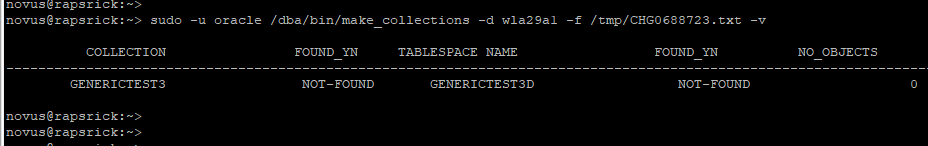 novus@rapsrick:~>
novus@rapsrick:~> sudo -u oracle /dba/bin/make_collections -d wla29a1 -f /tmp/CHG0688723.txt -v
COLLECTION FOUND_YN TABLESPACE NAME FOUND_YN NO_OBJECTS
--------------------------------------------------------------------------------------------------------------------
GENERICTEST3 NOT-FOUND GENERICTEST3D NOT-FOUND 0
novus@rapsrick:~>
novus@rapsrick:~>